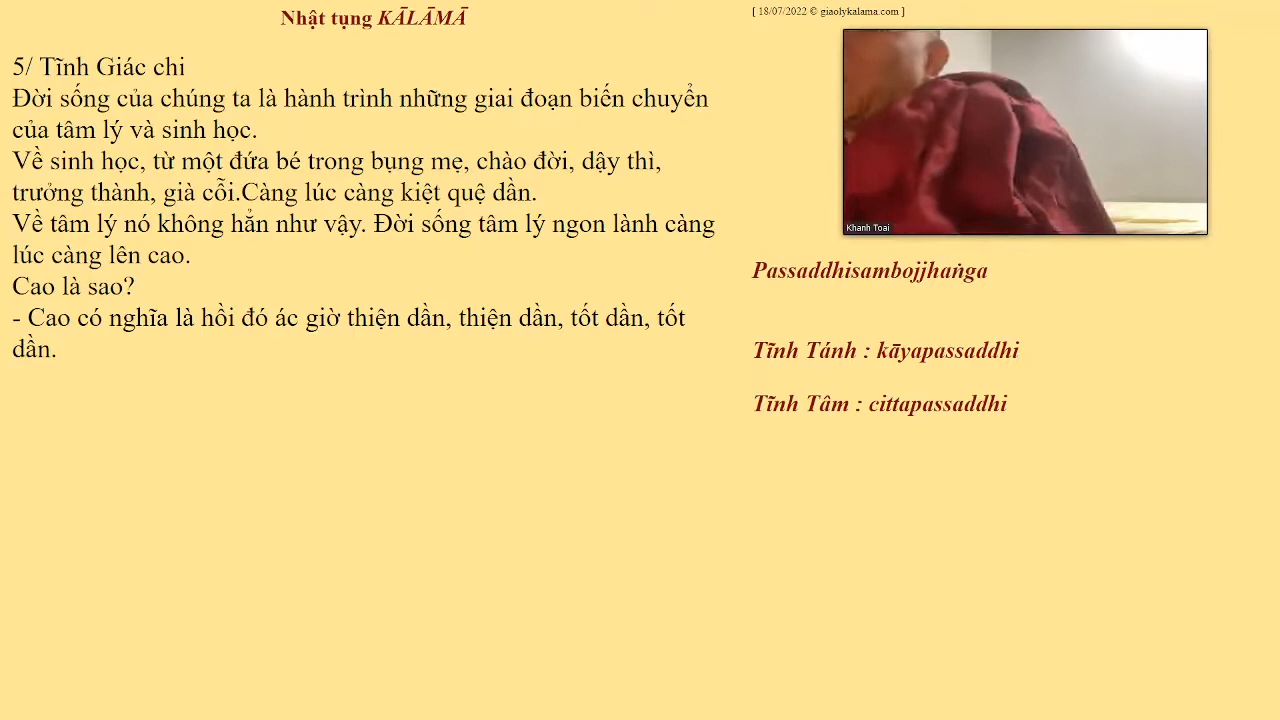 Nhật tụng KĀLĀMĀ
5/ Tĩnh Giác chi
Đời sống của chúng ta là hành trình những giai đoạn biến chuyển
của tâm lý và sinh học.
Về sinh học, từ một đứa bé trong bụng mẹ, chào đời, dậy thì,
trưởng thành, già cỗi.Càng lúc càng kiệt quệ dần.
Về tâm lý nó không hẳn như vậy. Đời sống tâm lý ngon lành càng
lúc càng lên cao.
Cao là sao?
- Cao có nghĩa là hồi đó ác giờ thiện dần, thiện dần, tốt dần, tốt
dần.
[ 18/07/2022 © giaolykalama.com ]
Khanh Toai
Passaddhisambojjhaṅga
Tĩnh Tánh : kāyapassaddhi
Tĩnh Tâm : cittapassaddhi